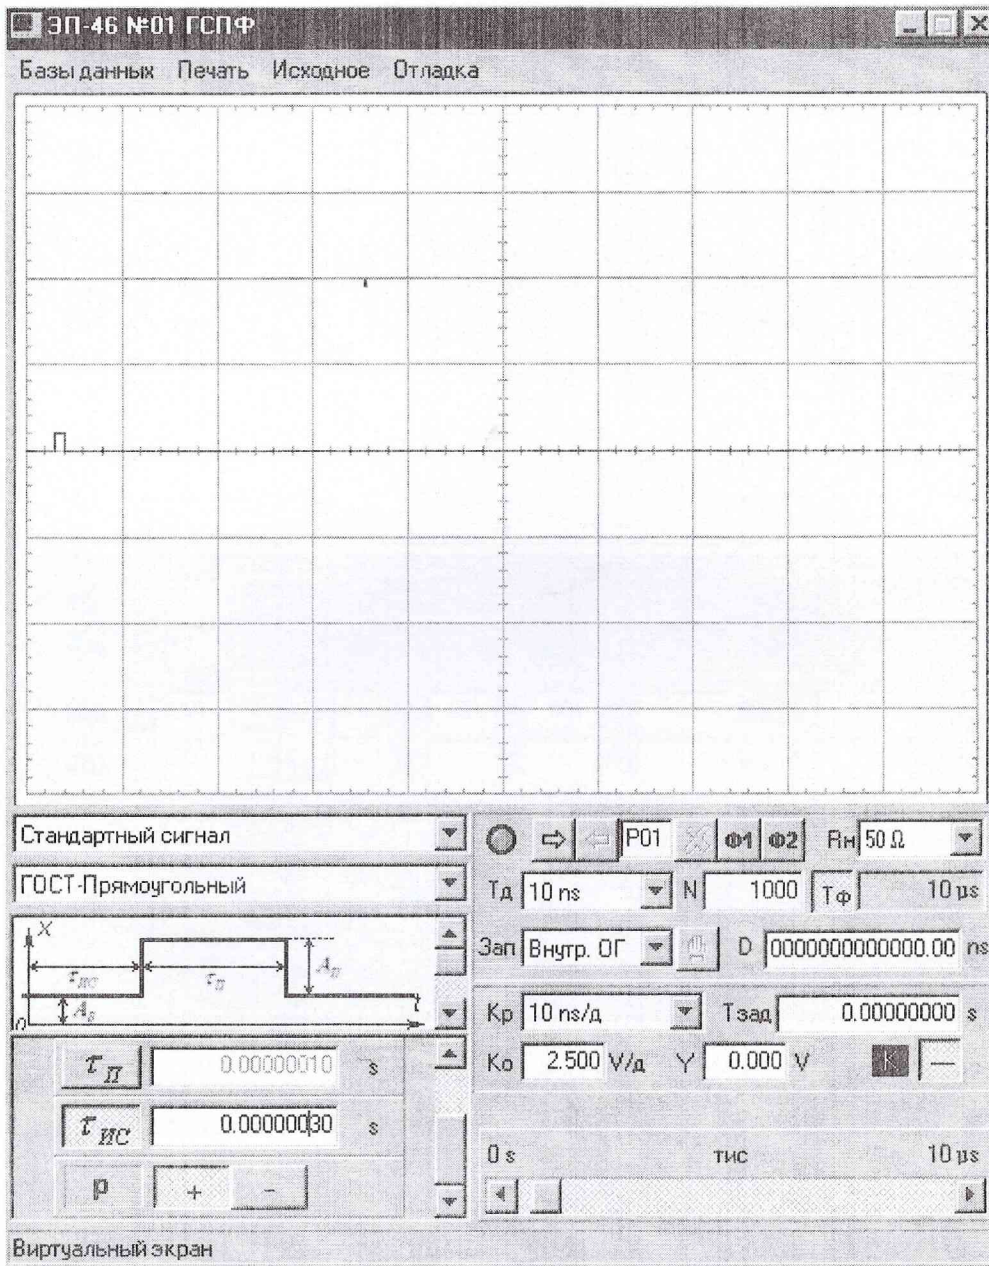 ЭП-46 №01 ГСПФ
Базы данных Печать Исходное Отладка
Стандартный сигнал
ГОСТ-Прямоугольный
X
τис
τп
Aп
A0
t
0
τП 0.00000010 s
τИС 0.00000030 s
p + -
P01 Ф1 Ф2 Rн 50 Ω
Тд 10 ns N 1000 Тф 10 µs
Зап Внутр. ОГ D 0000000000000.00 ns
Кр 10 ns/д Тзад 0.00000000 s
Ко 2.500 V/д Y 0.000 V K —
0 s тис 10 µs
Виртуальный экран